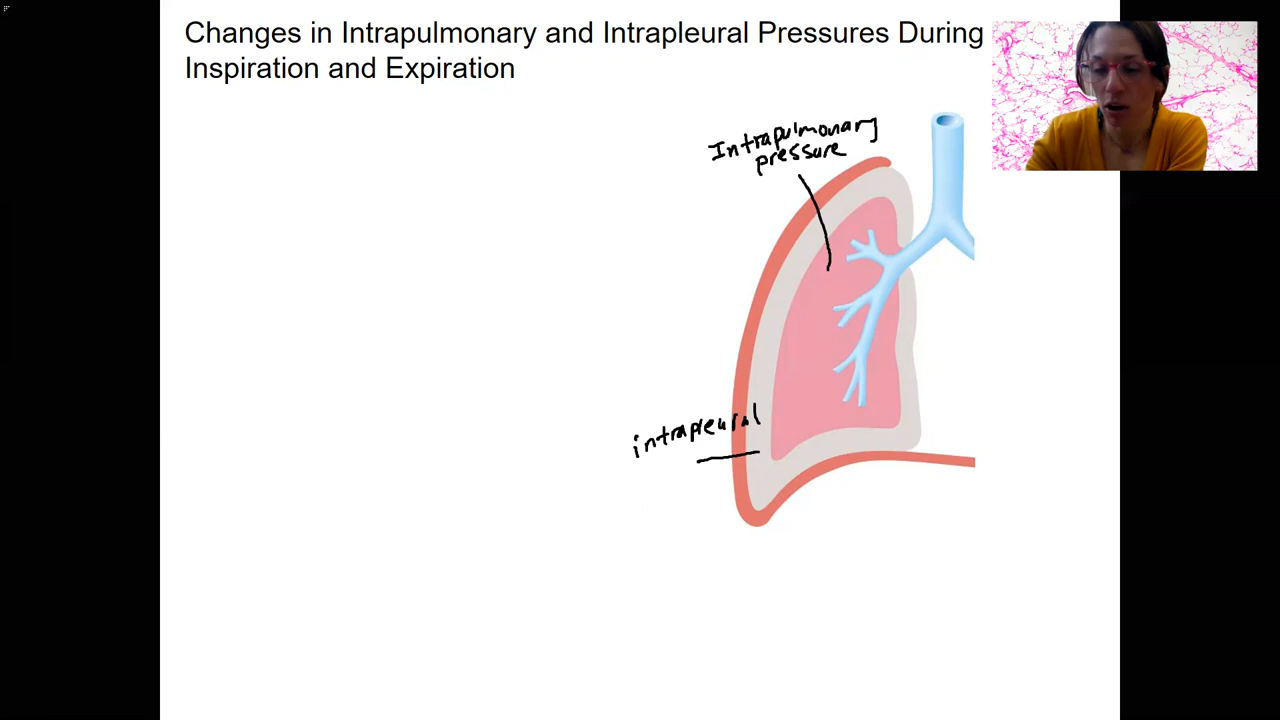 Changes in Intrapulmonary and Intrapleural Pressures During
Inspiration and Expiration
Intrapulmonary
pressure
intrapleural